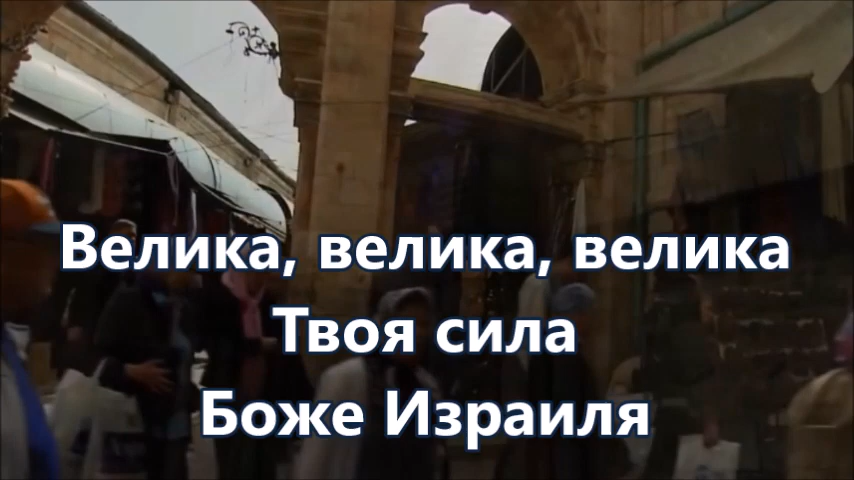 Велика, велика, велика
Твоя сила
Боже Израиля